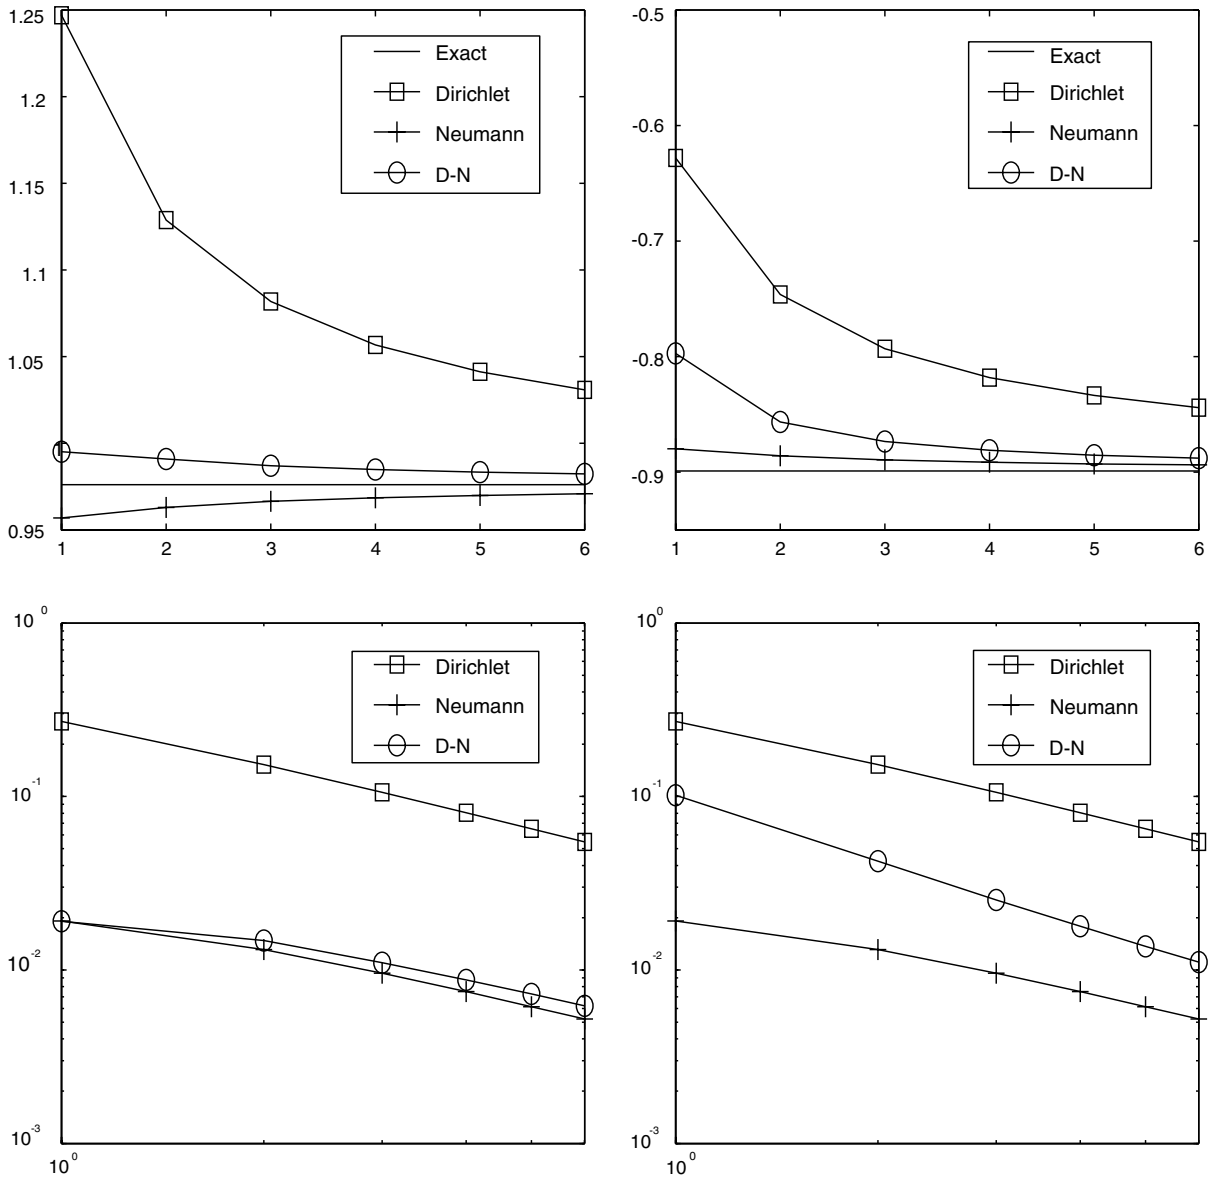 1.25
1.2
1.15
1.1
1.05
1
0.95
1
2
3
4
5
6
Exact
Dirichlet
Neumann
D-N
-0.5
-0.6
-0.7
-0.8
-0.9
1
2
3
4
5
6
Exact
Dirichlet
Neumann
D-N
10^0
10^-1
10^-2
10^-3
10^0
Dirichlet
Neumann
D-N
10^0
10^-1
10^-2
10^-3
10^0
Dirichlet
Neumann
D-N